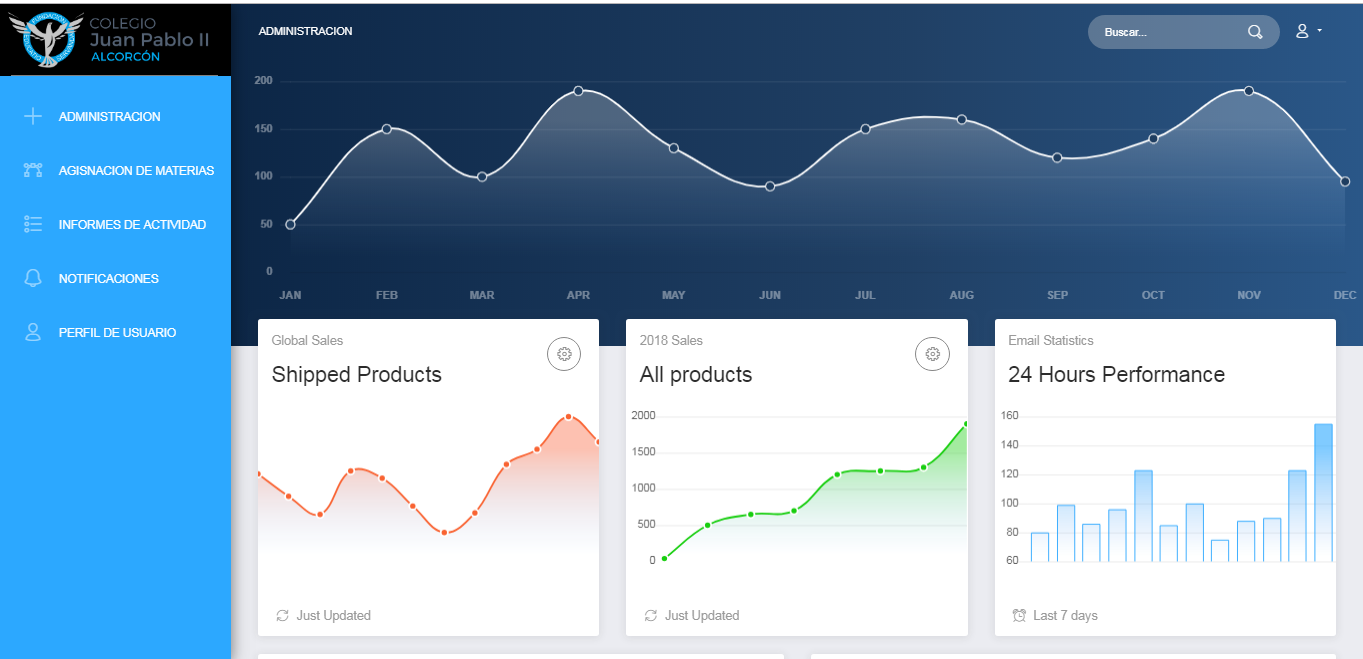 COLEGIO
Juan Pablo II
ALCORCÓN
ADMINISTRACION
AGISNACION DE MATERIAS
INFORMES DE ACTIVIDAD
NOTIFICACIONES
PERFIL DE USUARIO
ADMINISTRACION
Buscar...
200
150
100
50
0
JAN FEB MAR APR MAY JUN JUL AUG SEP OCT NOV DEC
Global Sales
Shipped Products
Just Updated
2018 Sales
All products
2000
1500
1000
500
0
Just Updated
Email Statistics
24 Hours Performance
160
140
120
100
80
60
Last 7 days